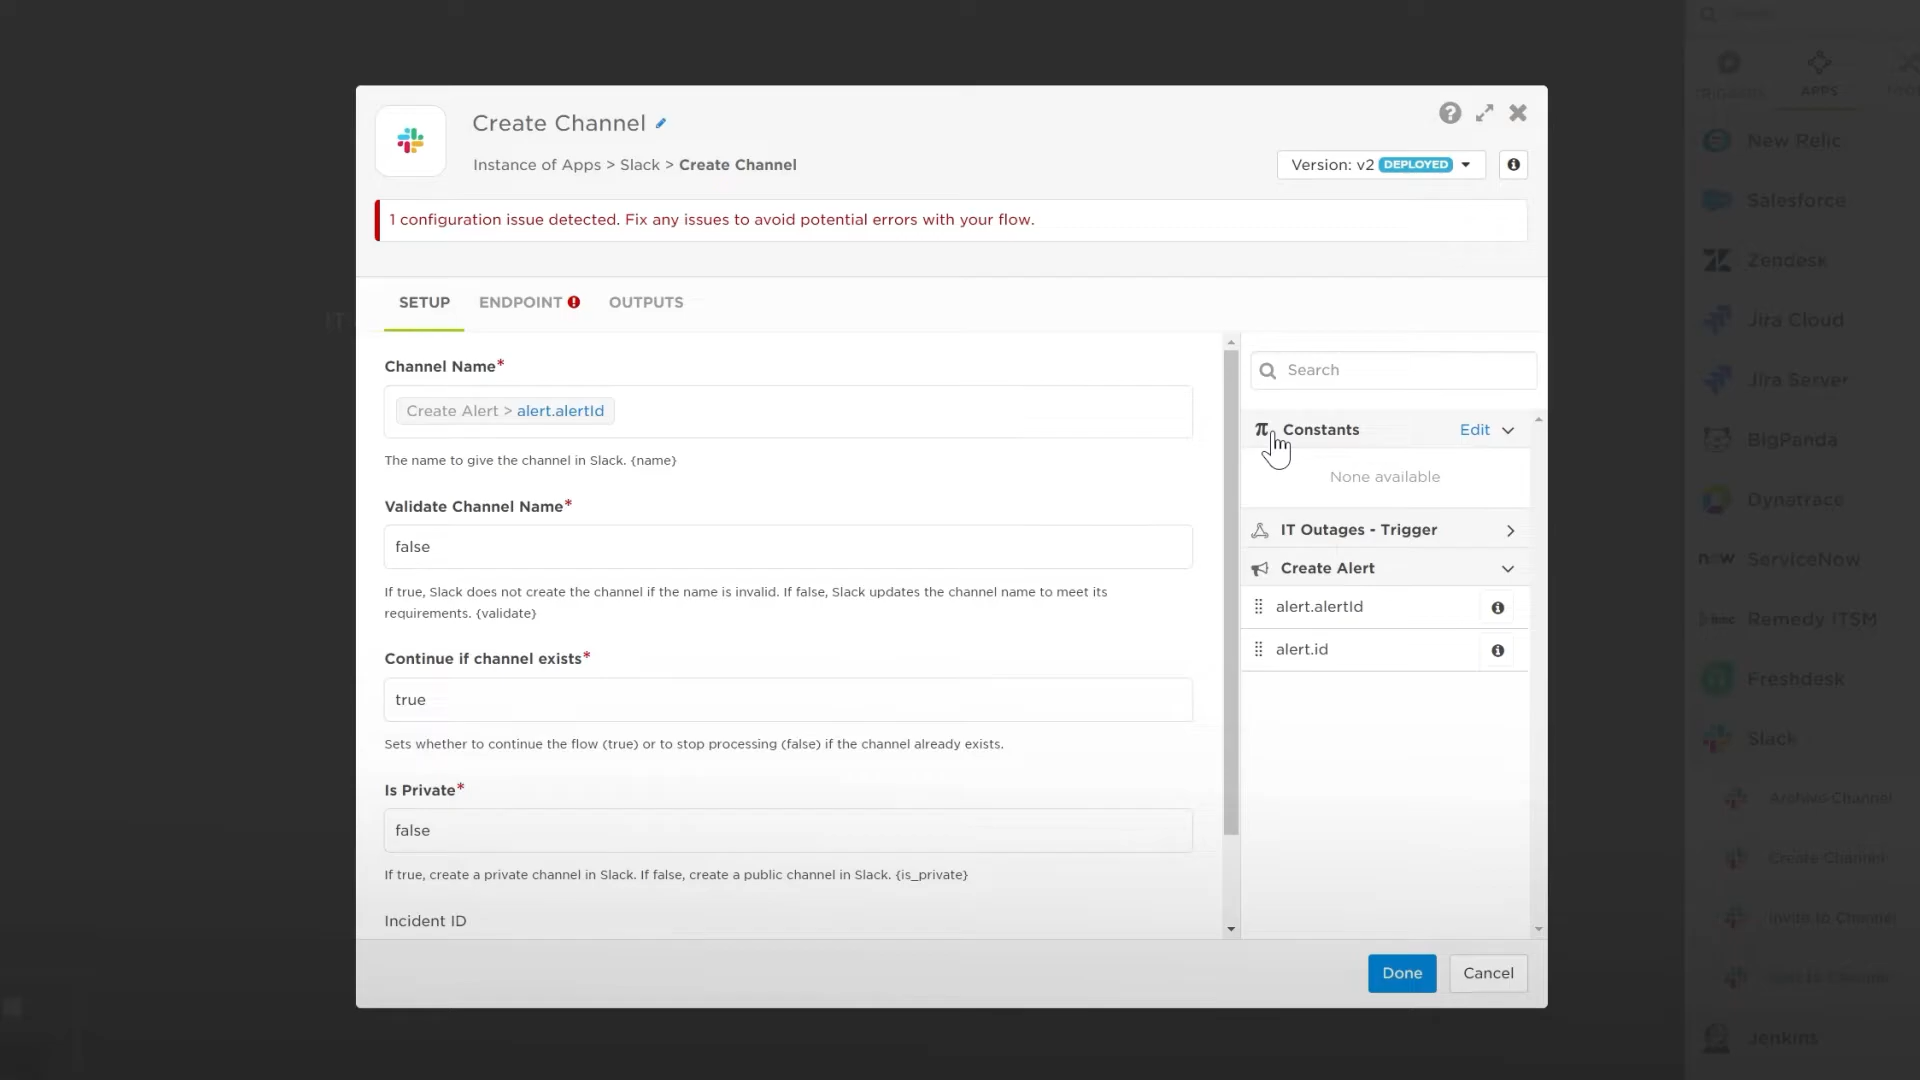 Create Channel
Instance of Apps > Slack > Create Channel
Version: v2 DEPLOYED
1 configuration issue detected. Fix any issues to avoid potential errors with your flow.
SETUP
ENDPOINT
OUTPUTS
Channel Name*
Create Alert > alert.alertId
The name to give the channel in Slack. {name}
Validate Channel Name*
false
If true, Slack does not create the channel if the name is invalid. If false, Slack updates the channel name to meet its
requirements. {validate}
Continue if channel exists*
true
Sets whether to continue the flow (true) or to stop processing (false) if the channel already exists.
Is Private*
false
If true, create a private channel in Slack. If false, create a public channel in Slack. {is_private}
Incident ID
Search
Constants
Edit
None available
IT Outages - Trigger
Create Alert
alert.alertId
alert.id
Done
Cancel
IT
TRIGGERS
APPS
New Relic
Salesforce
Zendesk
Jira Cloud
Jira Server
BigPanda
Dynatrace
now ServiceNow
bmc Remedy ITSM
Freshdesk
Slack
Archive Channel
Create Channel
Invite to Channel
Jenkins